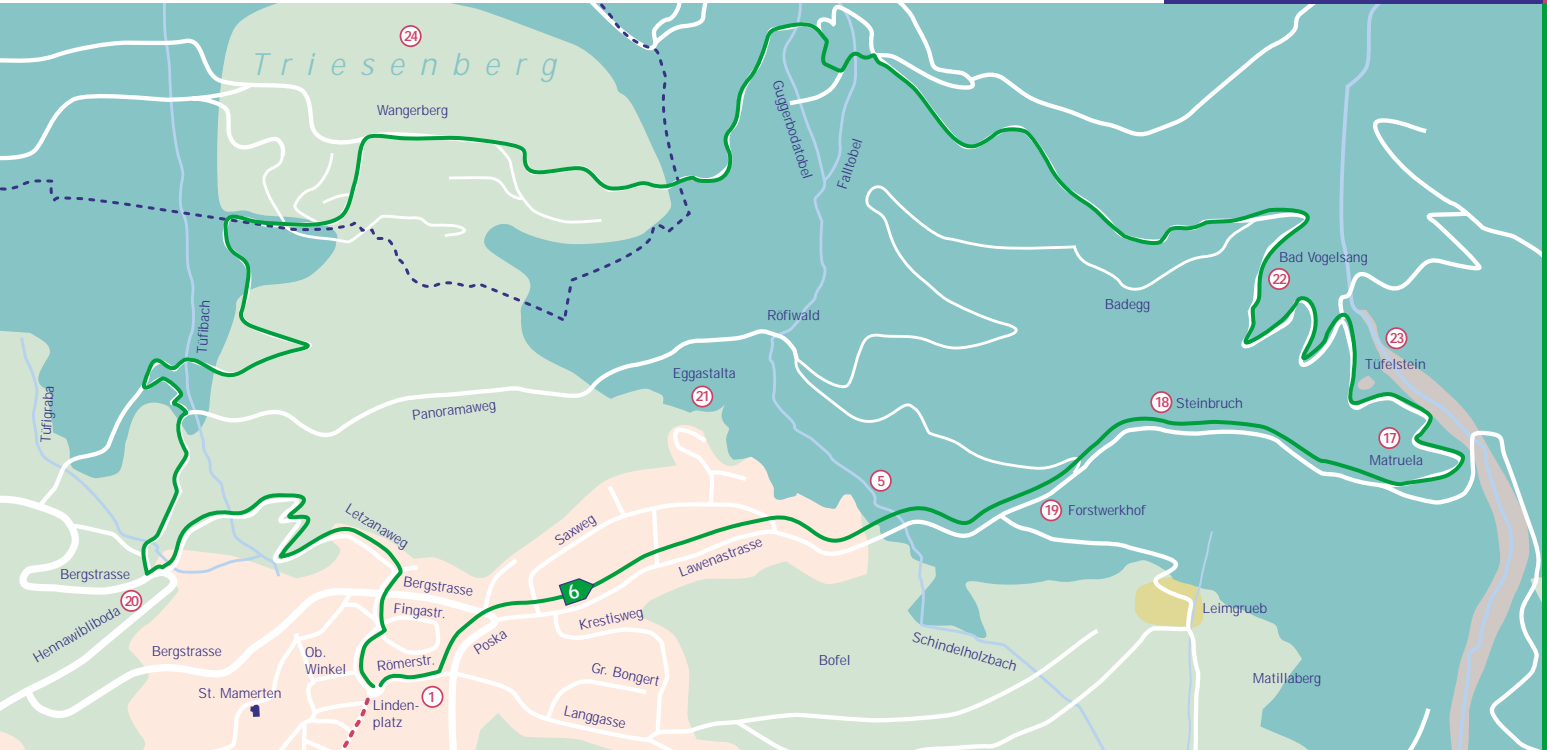 24
Triesenberg
Wangerberg
Guggerbodatobel
Falltobel
Bad Vogelsang
22
Badegg
Röfiwald
Tüfibach
23
Tüfelstein
Eggastalta
21
Tüfigraba
Panoramaweg
18 Steinbruch
17
Matruela
5
19 Forstwerkhof
Letzanaweg
Saxweg
Lawenastrasse
Bergstrasse
20
Hennawibliboda
Bergstrasse
6
Fingastr.
Krestisweg
Leimgrueb
Bergstrasse
Ob.
Winkel
Poska
Römerstr.
Schindelholzbach
Bofel
Gr. Bongert
Matillaberg
St. Mamerten
1
Linden-
platz
Langgasse